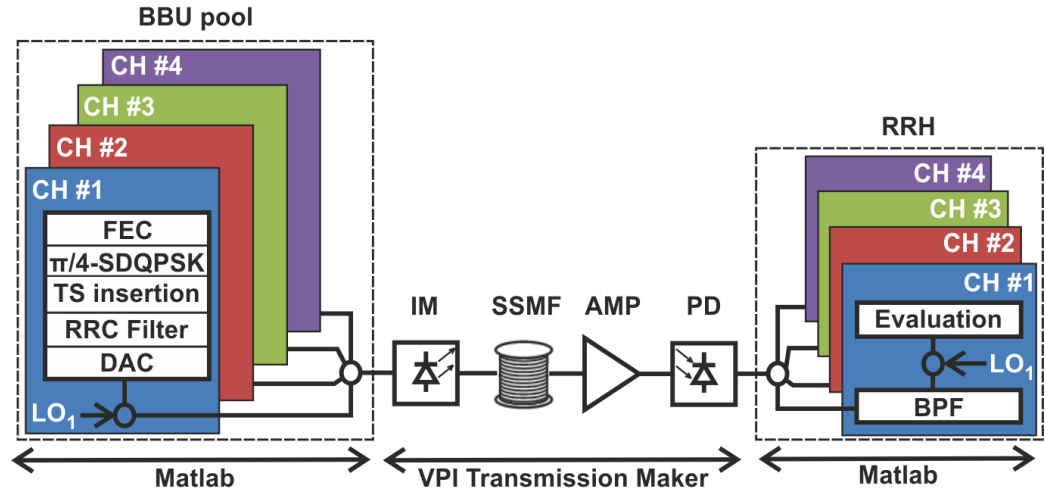 BBU pool
CH #4
CH #3
CH #2
CH #1
FEC
π/4-SDQPSK
TS insertion
RRC Filter
DAC
LO₁
IM
SSMF
AMP
PD
RRH
CH #4
CH #3
CH #2
CH #1
Evaluation
LO₁
BPF
Matlab
VPI Transmission Maker
Matlab